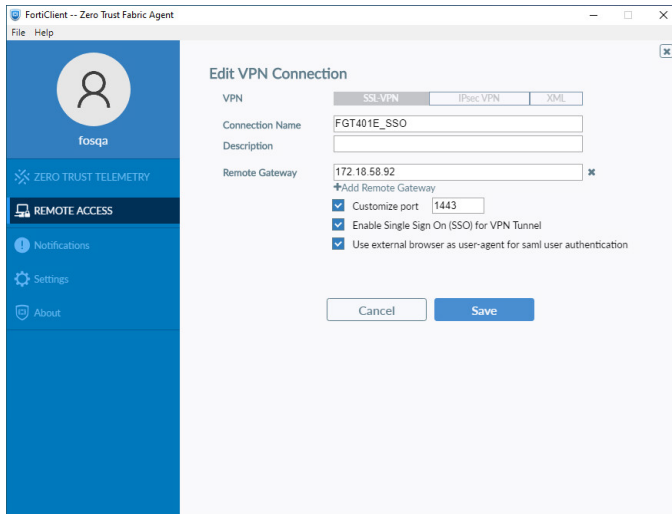 FortiClient -- Zero Trust Fabric Agent
File Help
fosqa
ZERO TRUST TELEMETRY
REMOTE ACCESS
Notifications
Settings
About
Edit VPN Connection
VPN SSL-VPN IPsec VPN XML
Connection Name FGT401E_SSO
Description
Remote Gateway 172.18.58.92
+Add Remote Gateway
Customize port 1443
Enable Single Sign On (SSO) for VPN Tunnel
Use external browser as user-agent for saml user authentication
Cancel Save